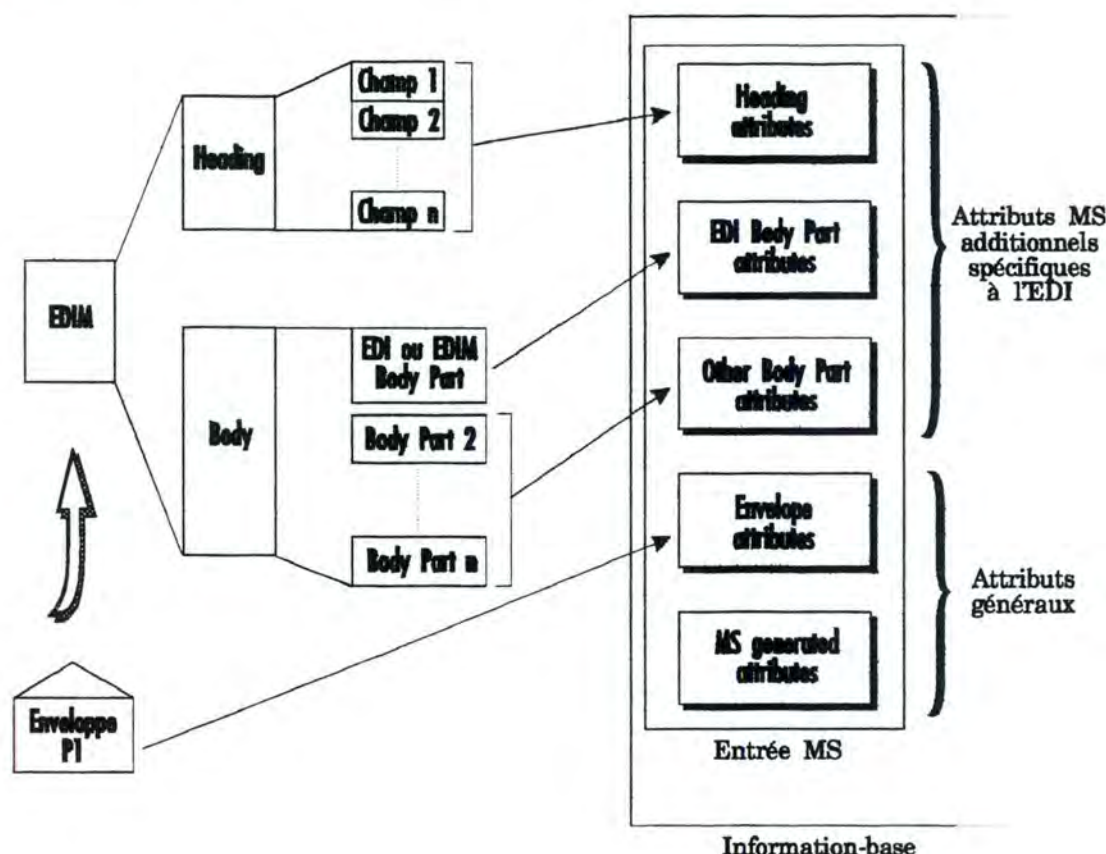 Champ 1
Champ 2
Champ n
Heading
EDIM
Body
EDI ou EDIM
Body Part
Body Part 2
Body Part n
Enveloppe
P1
Heading
attributes
EDI Body Part
attributes
Other Body Part
attributes
Envelope
attributes
MS generated
attributes
Entrée MS
Information-base
Attributs MS
additionnels
spécifiques
à l'EDI
Attributs
généraux